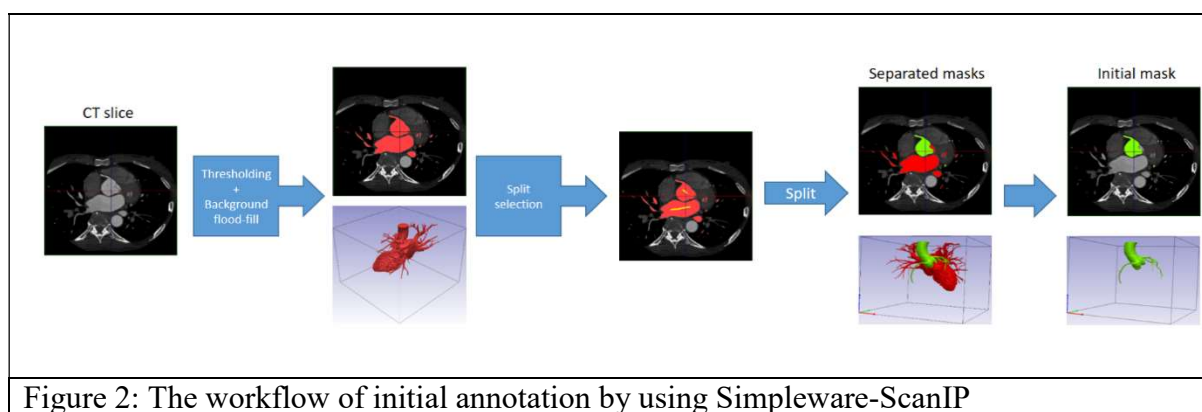 CT slice
Thresholding
+
Background
flood-fill
Split
selection
Split
Separated masks
Initial mask
Figure 2: The workflow of initial annotation by using Simpleware-ScanIP